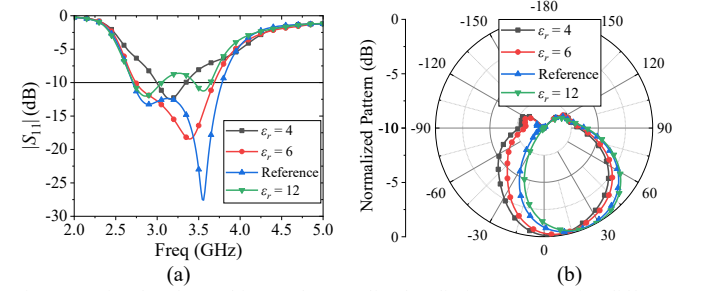 0
-5
-10
-15
-20
-25
-30
|S₁₁| (dB)
2.0 2.5 3.0 3.5 4.0 4.5 5.0
Freq (GHz)
εᵣ = 4
εᵣ = 6
Reference
εᵣ = 12
(a)
0
-5
-10
-5
0
Normalized Pattern (dB)
-180
-150
150
-120
120
-90
90
-60
60
-30
30
0
εᵣ = 4
εᵣ = 6
Reference
εᵣ = 12
(b)